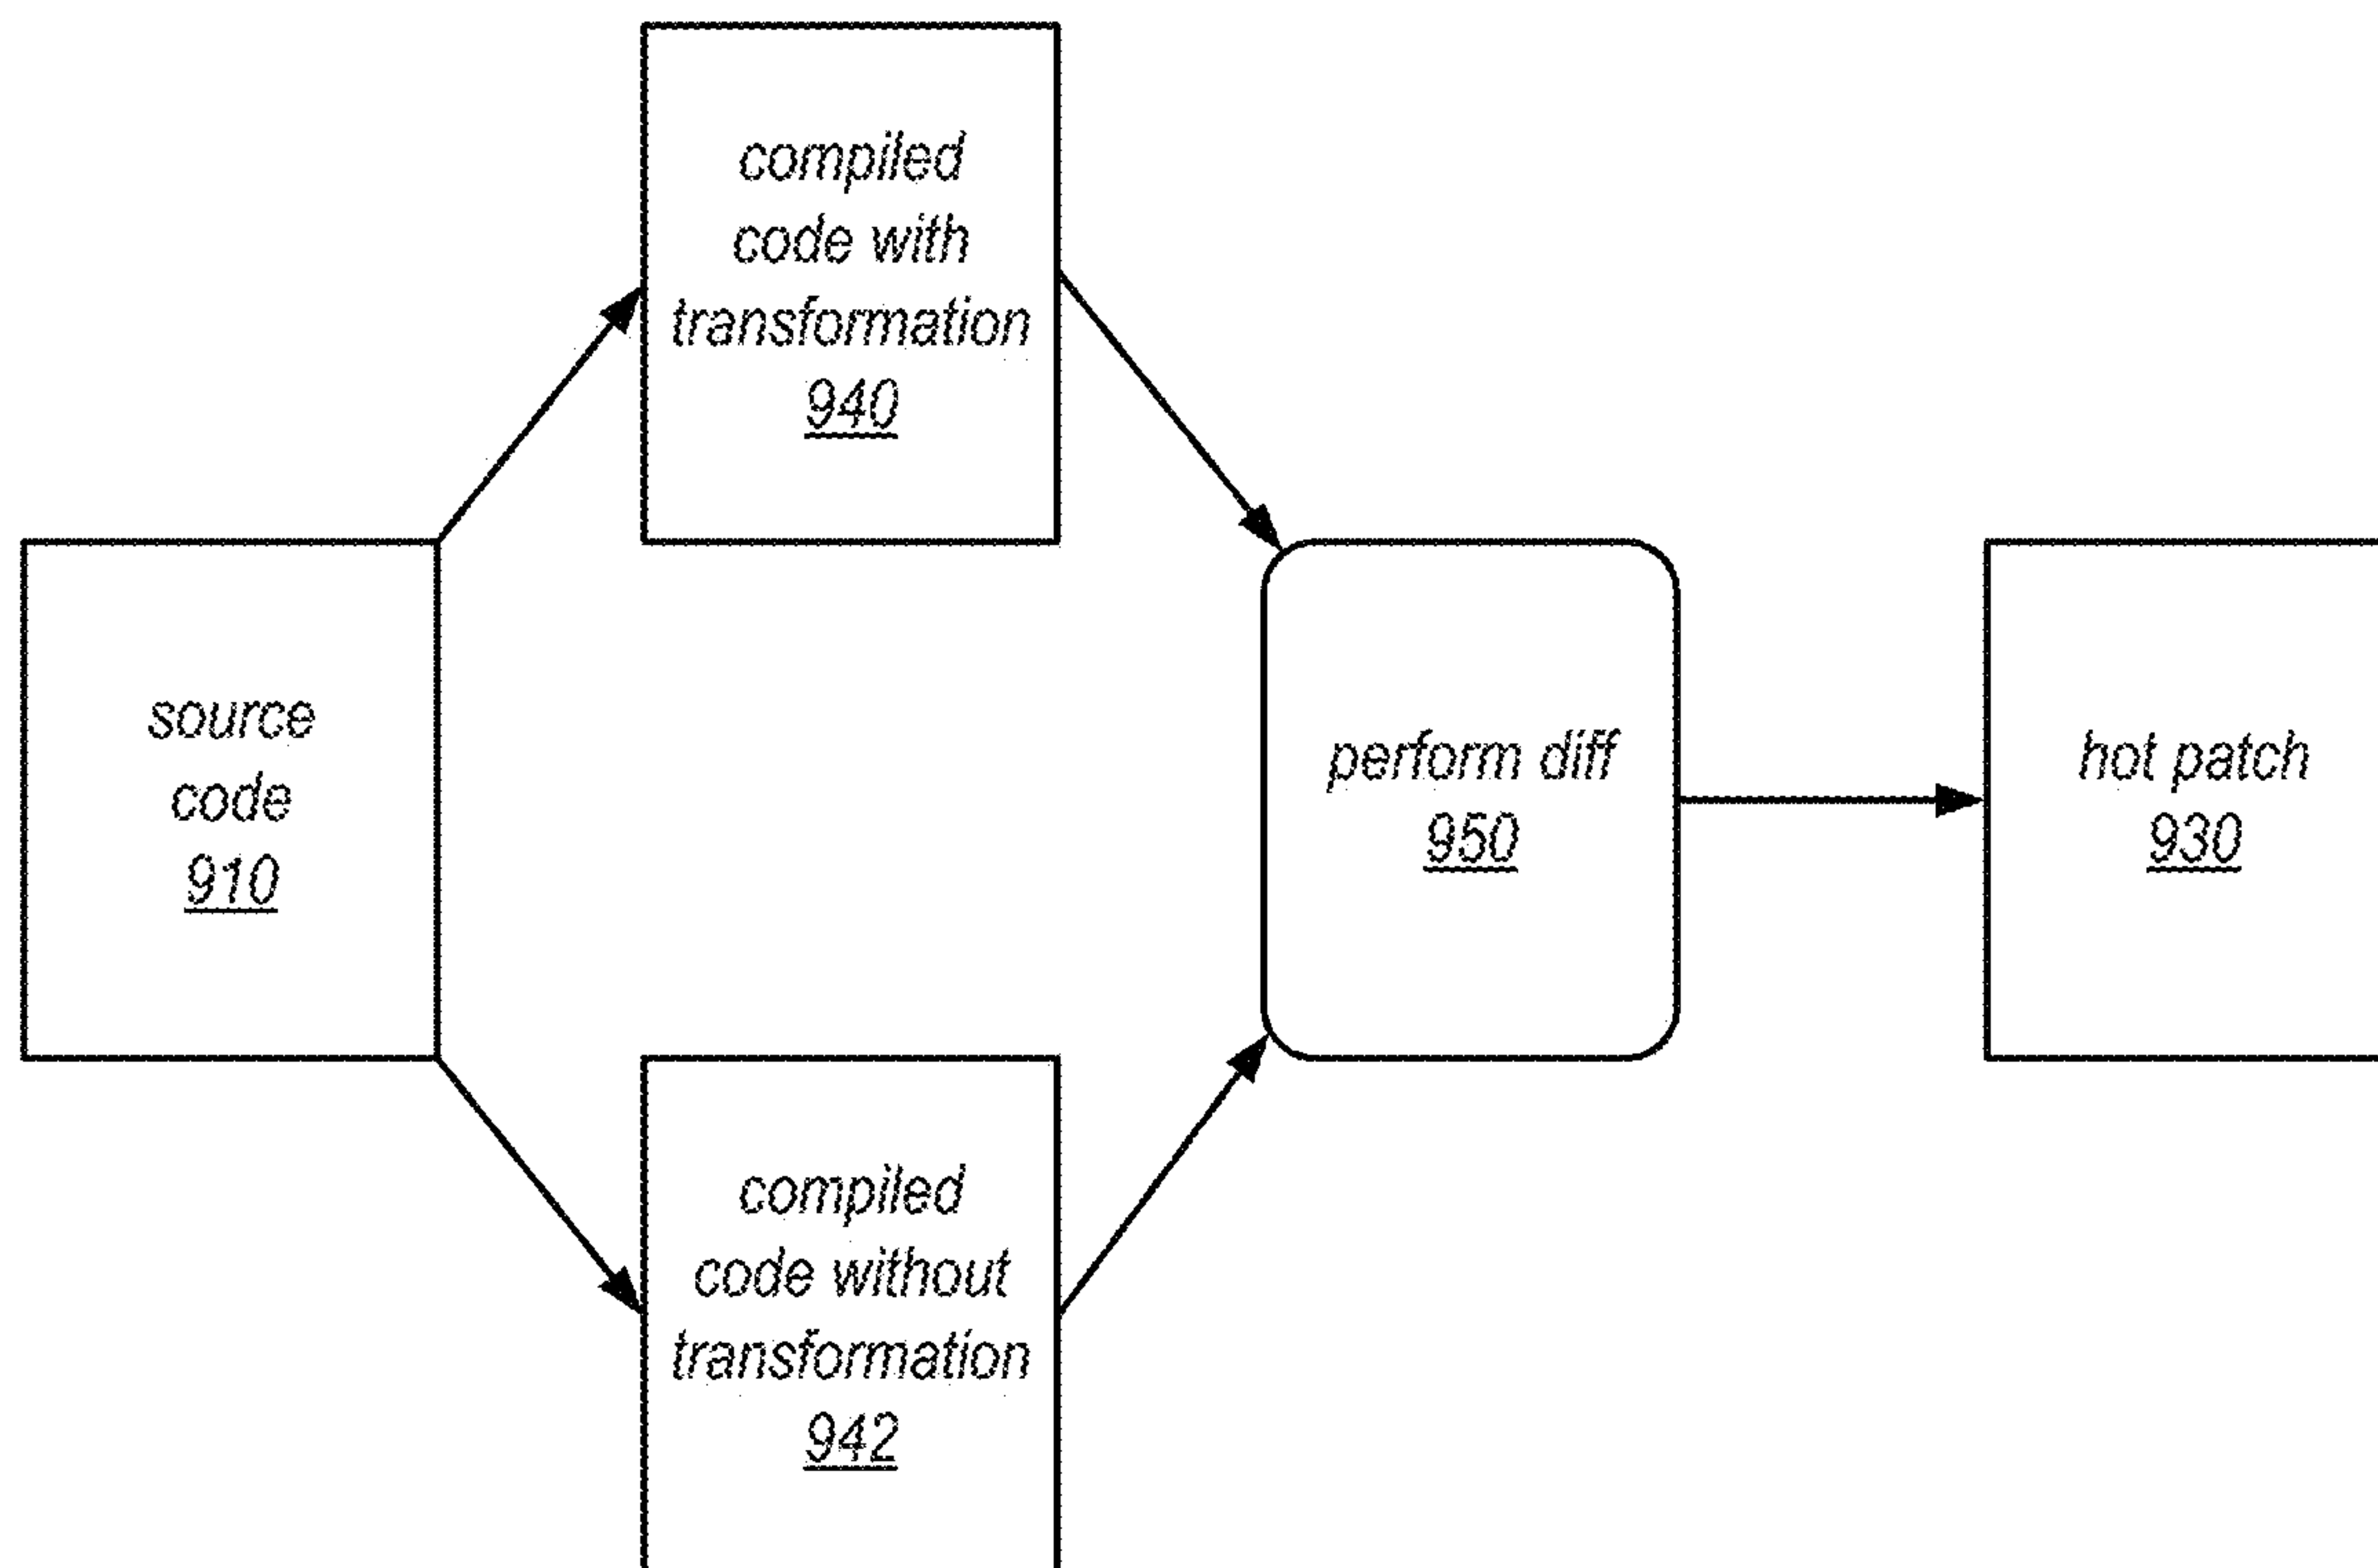 compiled
code with
transformation
940
source
code
910
perform diff
950
hot patch
930
compiled
code without
transformation
942